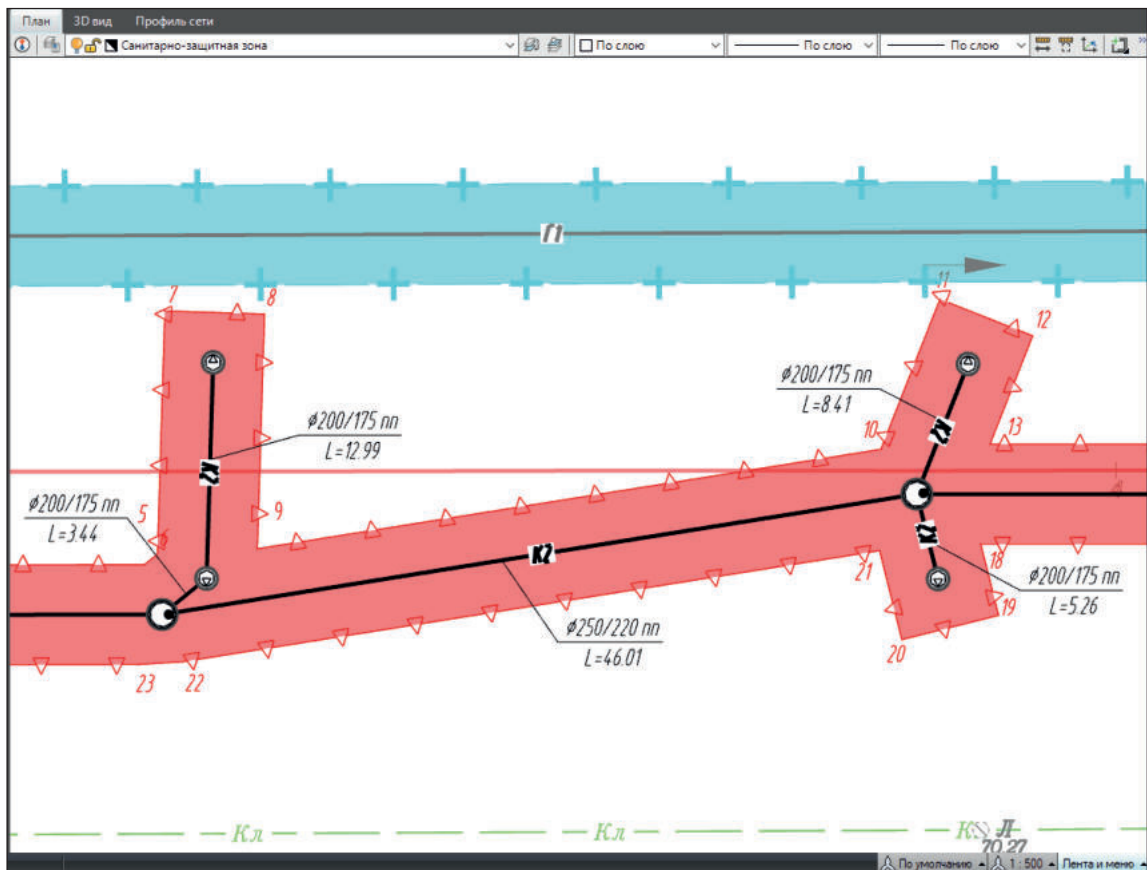 План 3D вид Профиль сети
Санитарно-защитная зона По слою По слою По слою
Г1
7 8 11
12
Ø200/175 пп
L=8.41
Ø200/175 пп
L=12.99
К2
К2
10 13
Ø200/175 пп
L=3.44
5 9
6
К2
К2
21 18
Ø200/175 пп
L=5.26
19
Ø250/220 пп
L=46.01
20
23 22
Кл Кл К Л
70.27
По умолчанию 1 : 500 Лента и меню